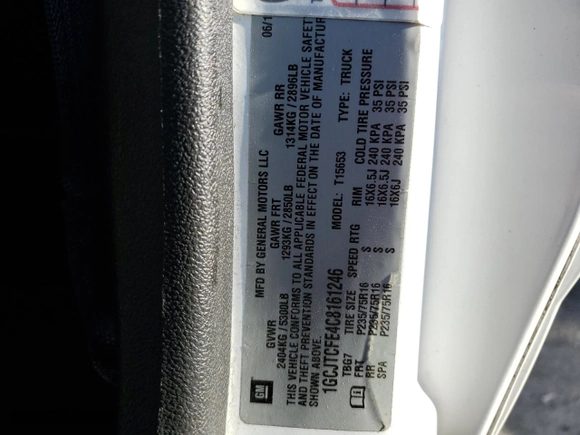 GM
MFD BY GENERAL MOTORS LLC
06/1
GVWR GAWR FRT GAWR RR
2404KG / 5300LB 1293KG / 2850LB 1314KG / 2896LB
THIS VEHICLE CONFORMS TO ALL APPLICABLE FEDERAL MOTOR VEHICLE SAFETY
AND THEFT PREVENTION STANDARDS IN EFFECT ON THE DATE OF MANUFACTUR
SHOWN ABOVE.
1GCJTCFE4C8161246 MODEL: T15653 TYPE: TRUCK
TBG7 TIRE SIZE SPEED RTG RIM COLD TIRE PRESSURE
FRT P235/75R16 S 16X6.5J 240 KPA 35 PSI
RR P235/75R16 S 16X6.5J 240 KPA 35 PSI
SPA P235/75R16 S 16X6J 240 KPA 35 PSI